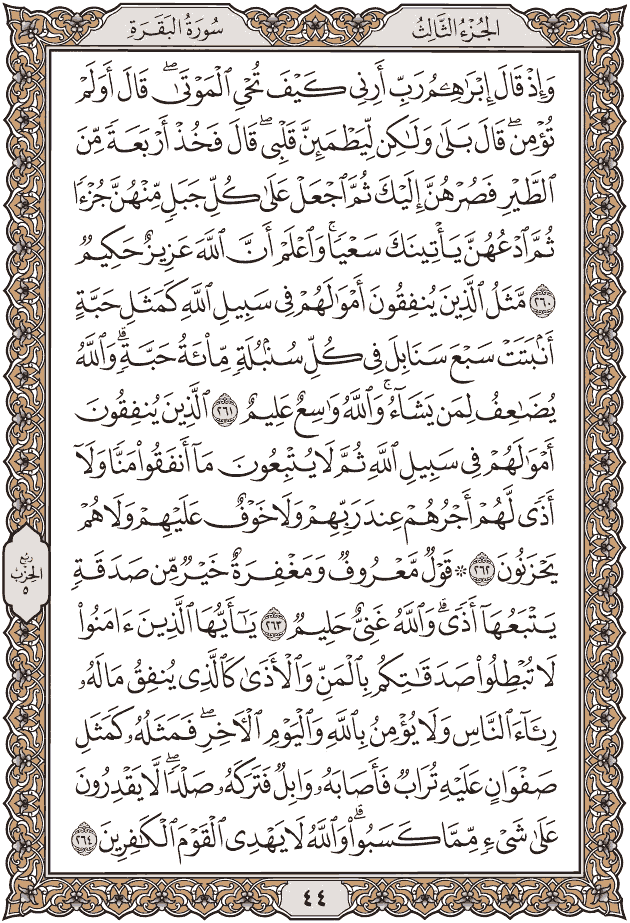 الجُزْءُ الثَّالِثُ
سُورَةُ البَقَرَةِ
وَإِذْ قَالَ إِبْرَٰهِـۧمُ رَبِّ أَرِنِى كَيْفَ تُحْىِ ٱلْمَوْتَىٰۖ قَالَ أَوَلَمْ
تُؤْمِنۖ قَالَ بَلَىٰ وَلَـٰكِن لِّيَطْمَئِنَّ قَلْبِىۖ قَالَ فَخُذْ أَرْبَعَةً مِّنَ
ٱلطَّيْرِ فَصُرْهُنَّ إِلَيْكَ ثُمَّ ٱجْعَلْ عَلَىٰ كُلِّ جَبَلٍ مِّنْهُنَّ جُزْءًا
ثُمَّ ٱدْعُهُنَّ يَأْتِينَكَ سَعْيًاۚ وَٱعْلَمْ أَنَّ ٱللَّهَ عَزِيزٌ حَكِيمٌ
٢٦٠ مَّثَلُ ٱلَّذِينَ يُنفِقُونَ أَمْوَٰلَهُمْ فِى سَبِيلِ ٱللَّهِ كَمَثَلِ حَبَّةٍ
أَنۢبَتَتْ سَبْعَ سَنَابِلَ فِى كُلِّ سُنۢبُلَةٍ مِّا۟ئَةُ حَبَّةٍۗ وَٱللَّهُ
يُضَـٰعِفُ لِمَن يَشَآءُۚ وَٱللَّهُ وَٰسِعٌ عَلِيمٌ ٢٦١ ٱلَّذِينَ يُنفِقُونَ
أَمْوَٰلَهُمْ فِى سَبِيلِ ٱللَّهِ ثُمَّ لَا يُتْبِعُونَ مَآ أَنفَقُوا۟ مَنًّا وَلَآ
أَذًىۙ لَّهُمْ أَجْرُهُمْ عِندَ رَبِّهِمْ وَلَا خَوْفٌ عَلَيْهِمْ وَلَا هُمْ
يَحْزَنُونَ ٢٦٢ ۞ قَوْلٌ مَّعْرُوفٌ وَمَغْفِرَةٌ خَيْرٌ مِّن صَدَقَةٍ
يَتْبَعُهَآ أَذًىۗ وَٱللَّهُ غَنِىٌّ حَلِيمٌ ٢٦٣ يَـٰٓأَيُّهَا ٱلَّذِينَ ءَامَنُوا۟
لَا تُبْطِلُوا۟ صَدَقَـٰتِكُم بِٱلْمَنِّ وَٱلْأَذَىٰ كَٱلَّذِى يُنفِقُ مَالَهُۥ
رِئَآءَ ٱلنَّاسِ وَلَا يُؤْمِنُ بِٱللَّهِ وَٱلْيَوْمِ ٱلْـَٔاخِرِۖ فَمَثَلُهُۥ كَمَثَلِ
صَفْوَانٍ عَلَيْهِ تُرَابٌ فَأَصَابَهُۥ وَابِلٌ فَتَرَكَهُۥ صَلْدًاۖ لَّا يَقْدِرُونَ
عَلَىٰ شَىْءٍ مِّمَّا كَسَبُوا۟ۗ وَٱللَّهُ لَا يَهْدِى ٱلْقَوْمَ ٱلْكَـٰفِرِينَ ٢٦٤
ربع
الحزب
٥
٤٤